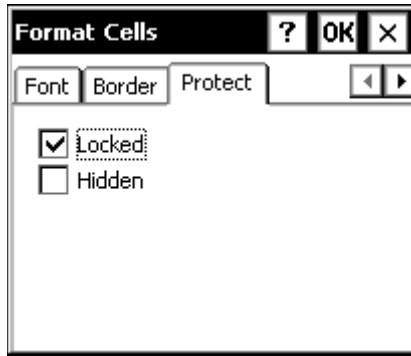 Format Cells ? OK ×
Font Border Protect
Locked
Hidden